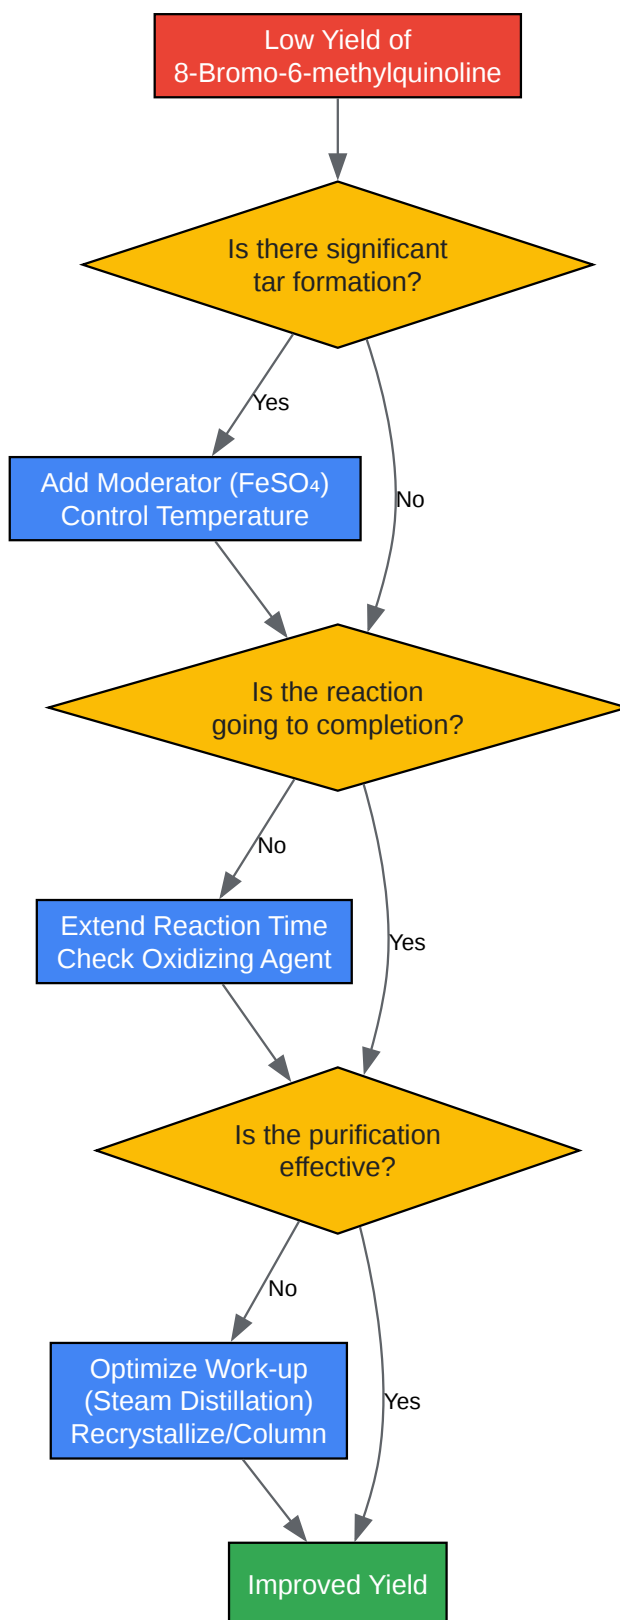 Low Yield of
8-Bromo-6-methylquinoline
Is there significant
tar formation?
Yes
Add Moderator (FeSO₄)
Control Temperature
No
Is the reaction
going to completion?
No
Extend Reaction Time
Check Oxidizing Agent
Yes
Is the purification
effective?
No
Optimize Work-up
(Steam Distillation)
Recrystallize/Column
Yes
Improved Yield